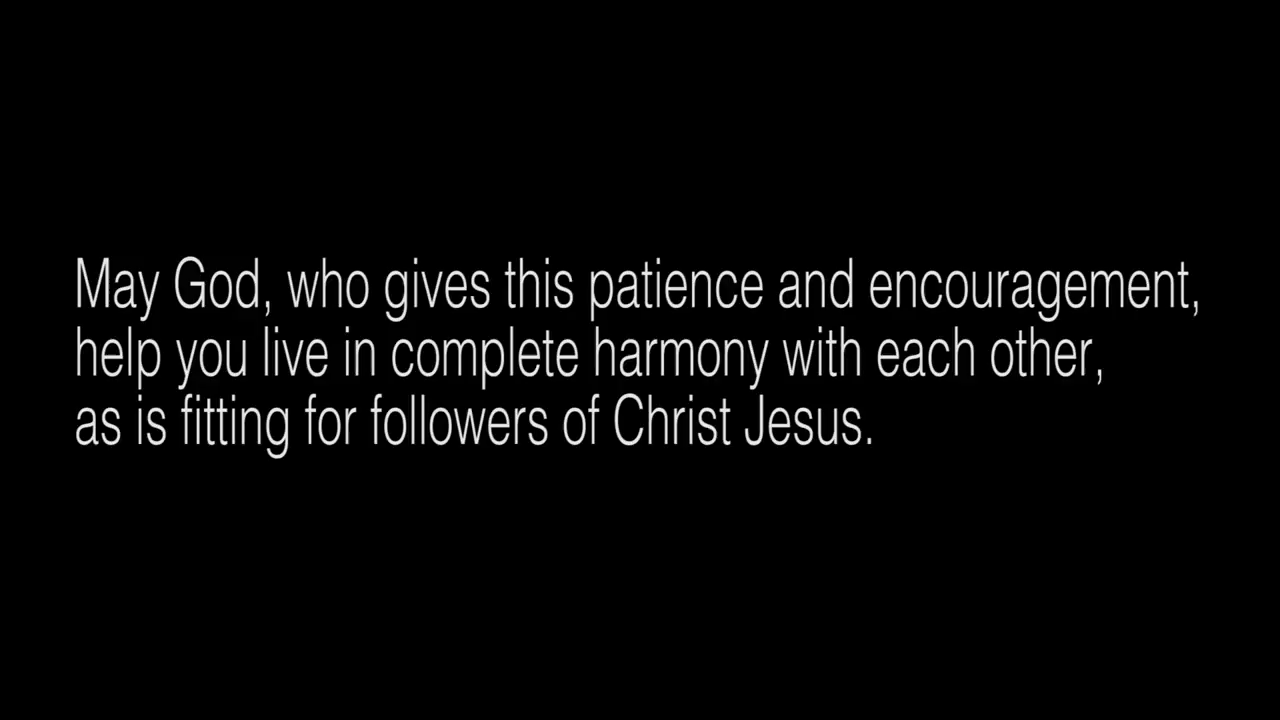 May God, who gives this patience and encouragement,
help you live in complete harmony with each other,
as is fitting for followers of Christ Jesus.